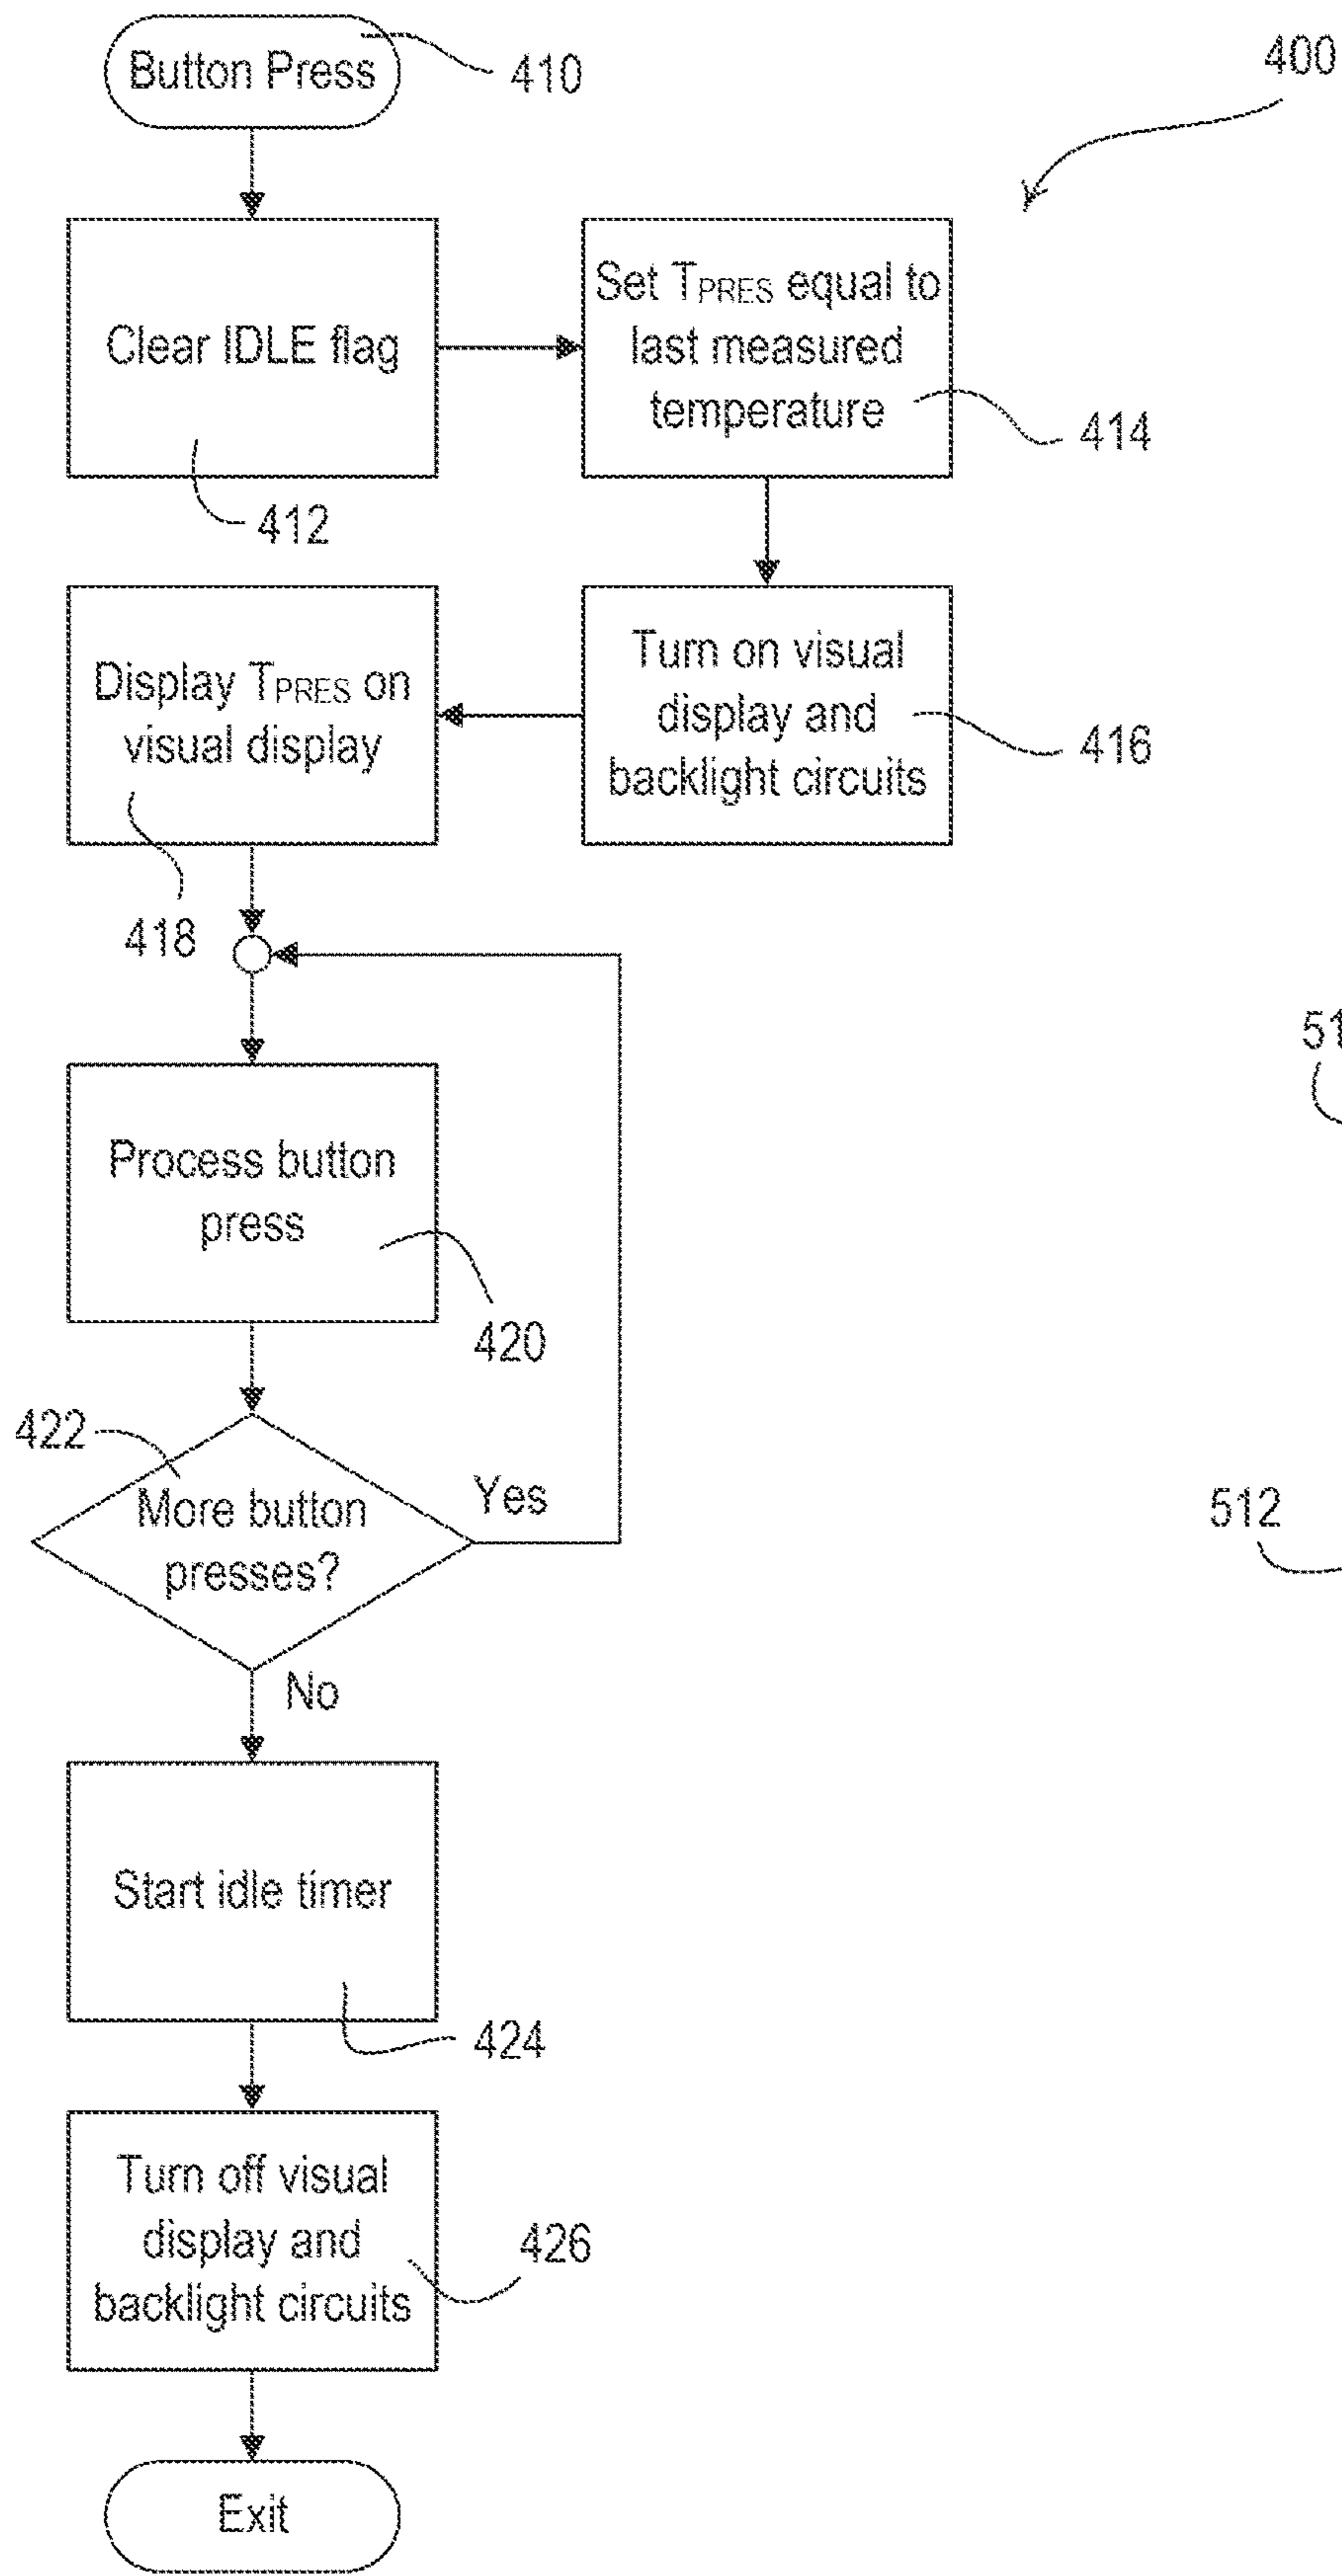 Button Press
410
400
Clear IDLE flag
412
Set TPRES equal to
last measured
temperature
414
Turn on visual
display and
backlight circuits
416
Display TPRES on
visual display
418
Process button
press
420
422
More button
presses?
Yes
No
512
Start idle timer
424
Turn off visual
display and
backlight circuits
426
Exit